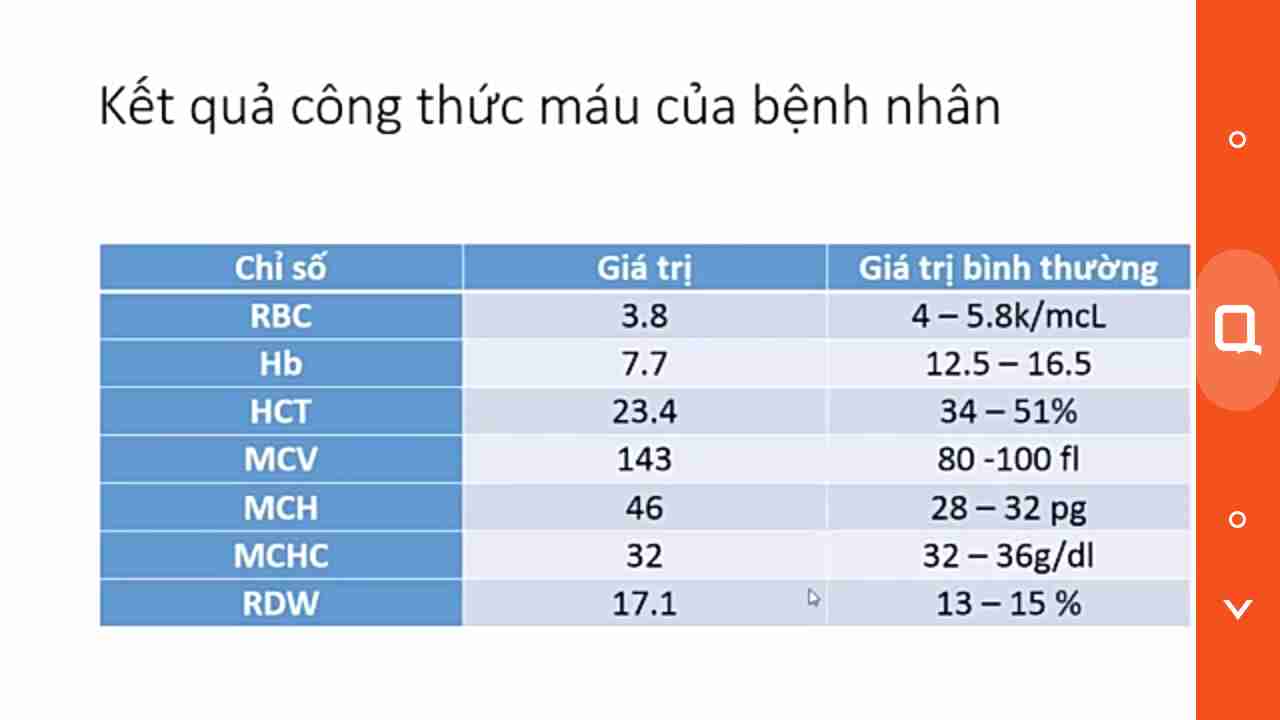 Kết quả công thức máu của bệnh nhân
Chỉ số Giá trị Giá trị bình thường
RBC 3.8 4 – 5.8k/mcL
Hb 7.7 12.5 – 16.5
HCT 23.4 34 – 51%
MCV 143 80 -100 fl
MCH 46 28 – 32 pg
MCHC 32 32 – 36g/dl
RDW 17.1 13 – 15 %